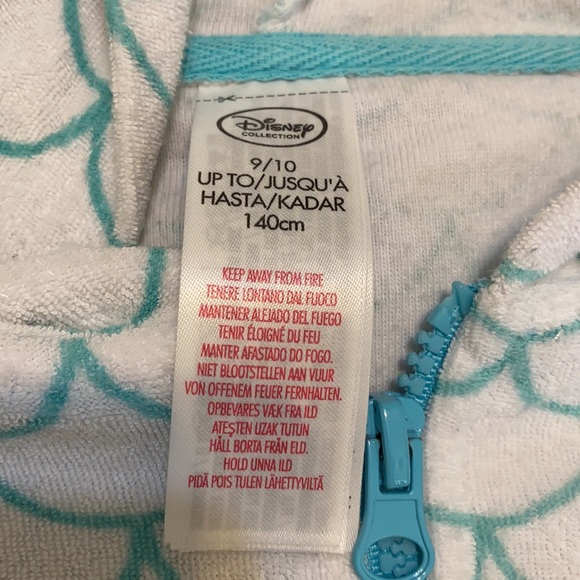 Disney
COLLECTION
9/10
UP TO/JUSQU'À
HASTA/KADAR
140cm
KEEP AWAY FROM FIRE
TENERE LONTANO DAL FUOCO
MANTENER ALEJADO DEL FUEGO
TENIR ÉLOIGNÉ DU FEU
MANTER AFASTADO DO FOGO.
NIET BLOOTSTELLEN AAN VUUR
VON OFFENEM FEUER FERNHALTEN.
OPBEVARES VÆK FRA ILD
ATEŞTEN UZAK TUTUN
HÅLL BORTA FRÅN ELD.
HOLD UNNA ILD
PIDÄ POIS TULEN LÄHETTYVILTÄ